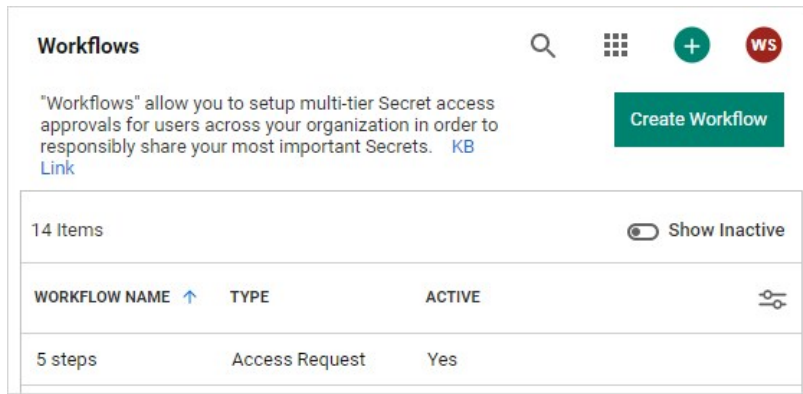 Workflows
WS
"Workflows" allow you to setup multi-tier Secret access
approvals for users across your organization in order to
responsibly share your most important Secrets. KB
Link
Create Workflow
14 Items
Show Inactive
WORKFLOW NAME TYPE ACTIVE
5 steps Access Request Yes